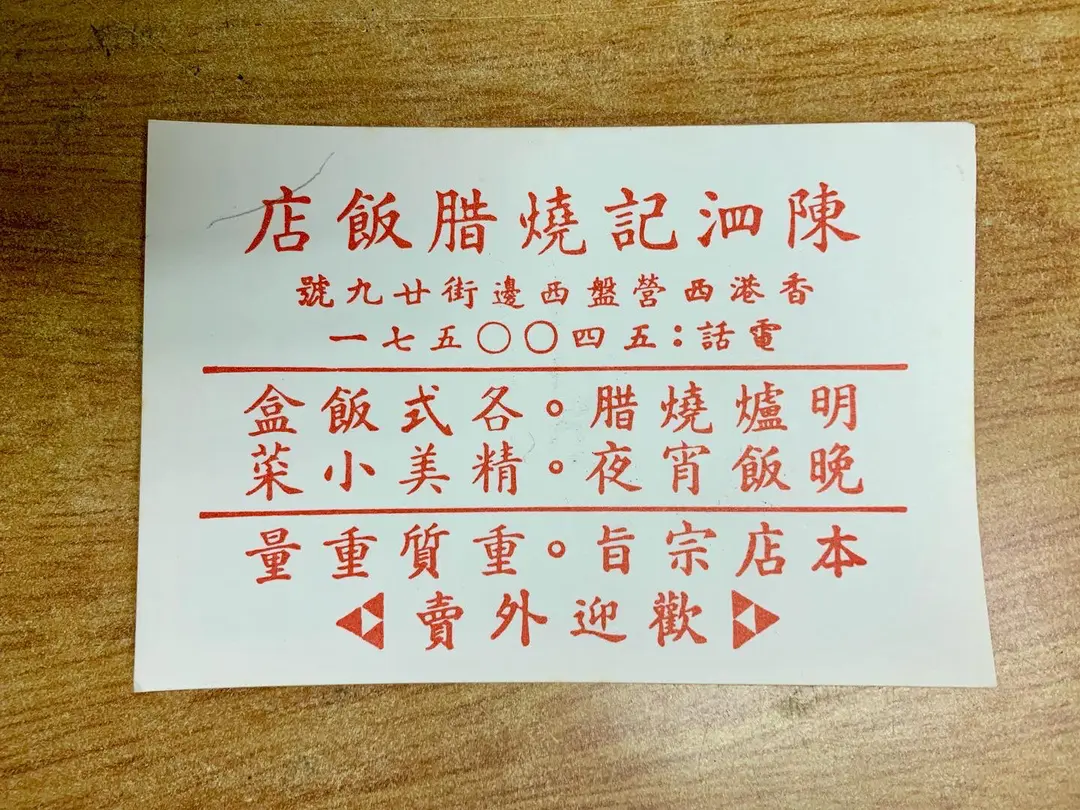 陳泗記燒腊飯店
香港西營盤西邊街廿九號
電話：五四〇〇五七一
明爐燒腊。各式飯盒
晚飯宵夜。精美小菜
本店宗旨。重質重量
歡迎外賣